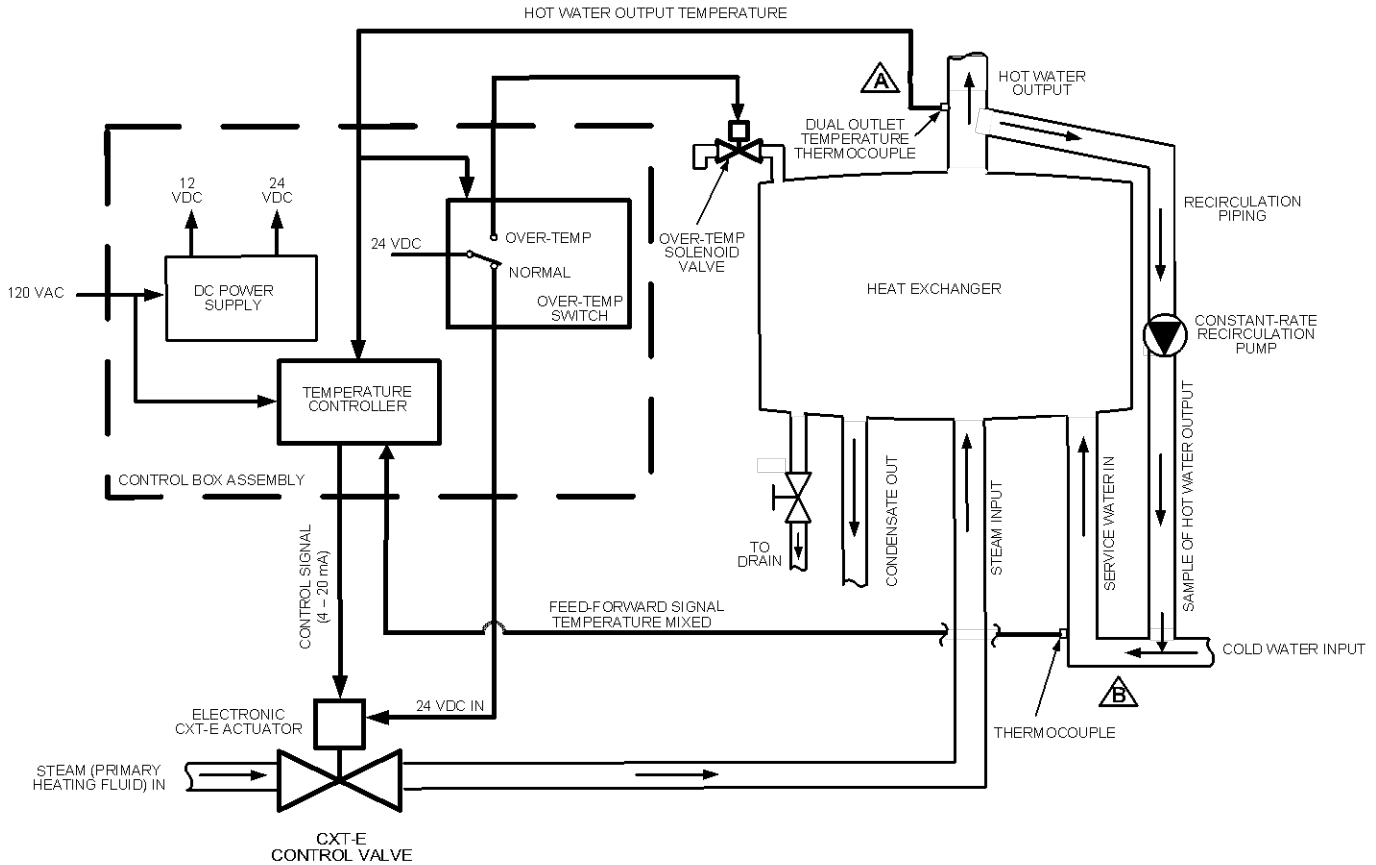 HOT WATER OUTPUT TEMPERATURE
A
HOT WATER
OUTPUT
DUAL OUTLET
TEMPERATURE
THERMOCOUPLE
12
VDC
24
VDC
RECIRCULATION
PIPING
24 VDC
OVER-TEMP
NORMAL
OVER-TEMP
SWITCH
OVER-TEMP
SOLENOID
VALVE
120 VAC
DC POWER
SUPPLY
HEAT EXCHANGER
CONSTANT-RATE
RECIRCULATION
PUMP
TEMPERATURE
CONTROLLER
CONTROL BOX ASSEMBLY
CONTROL SIGNAL
(4 – 20 mA)
TO
DRAIN
CONDENSATE OUT
STEAM INPUT
SERVICE WATER IN
SAMPLE OF HOT WATER OUTPUT
FEED-FORWARD SIGNAL
TEMPERATURE MIXED
COLD WATER INPUT
B
THERMOCOUPLE
24 VDC IN
ELECTRONIC
CXT-E ACTUATOR
STEAM (PRIMARY
HEATING FLUID) IN
CXT-E
CONTROL VALVE